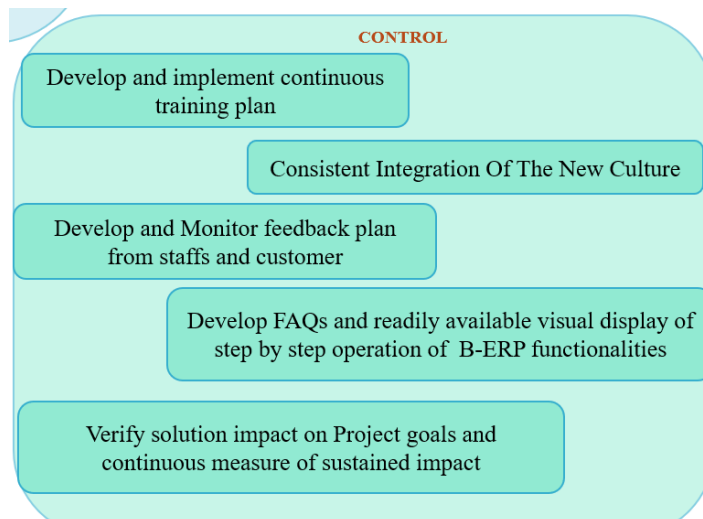 CONTROL
Develop and implement continuous
training plan
Consistent Integration Of The New Culture
Develop and Monitor feedback plan
from staffs and customer
Develop FAQs and readily available visual display of
step by step operation of B-ERP functionalities
Verify solution impact on Project goals and
continuous measure of sustained impact